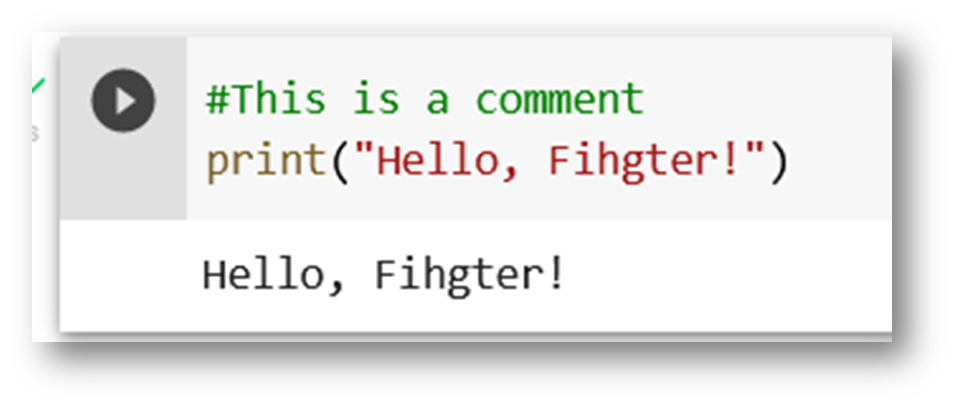 #This is a comment
print("Hello, Fihgter!")
s
Hello, Fihgter!